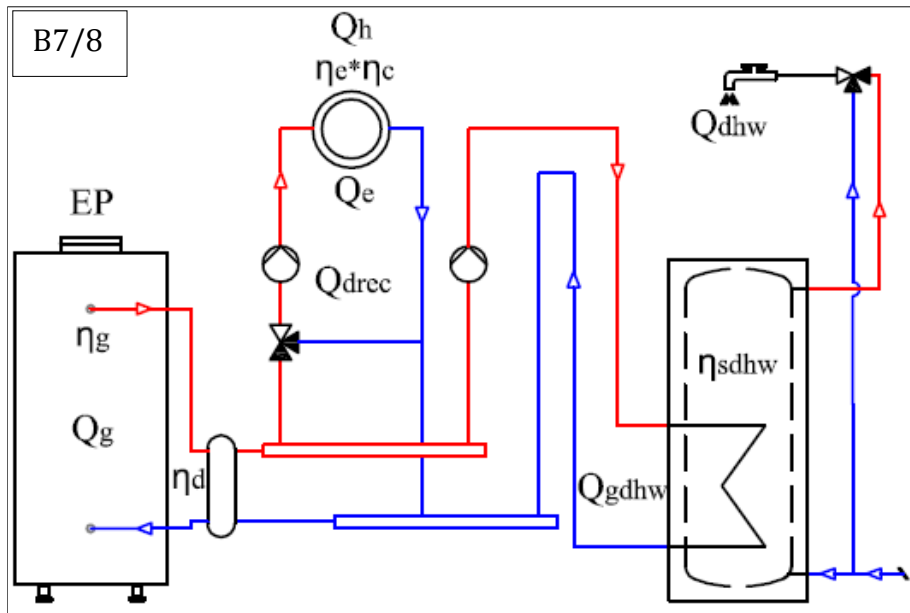 B7/8
Qh
ηe*ηc
Qdhw
Qe
EP
Qdrec
ηg
ηsdhw
Qg
ηd
Qgdhw